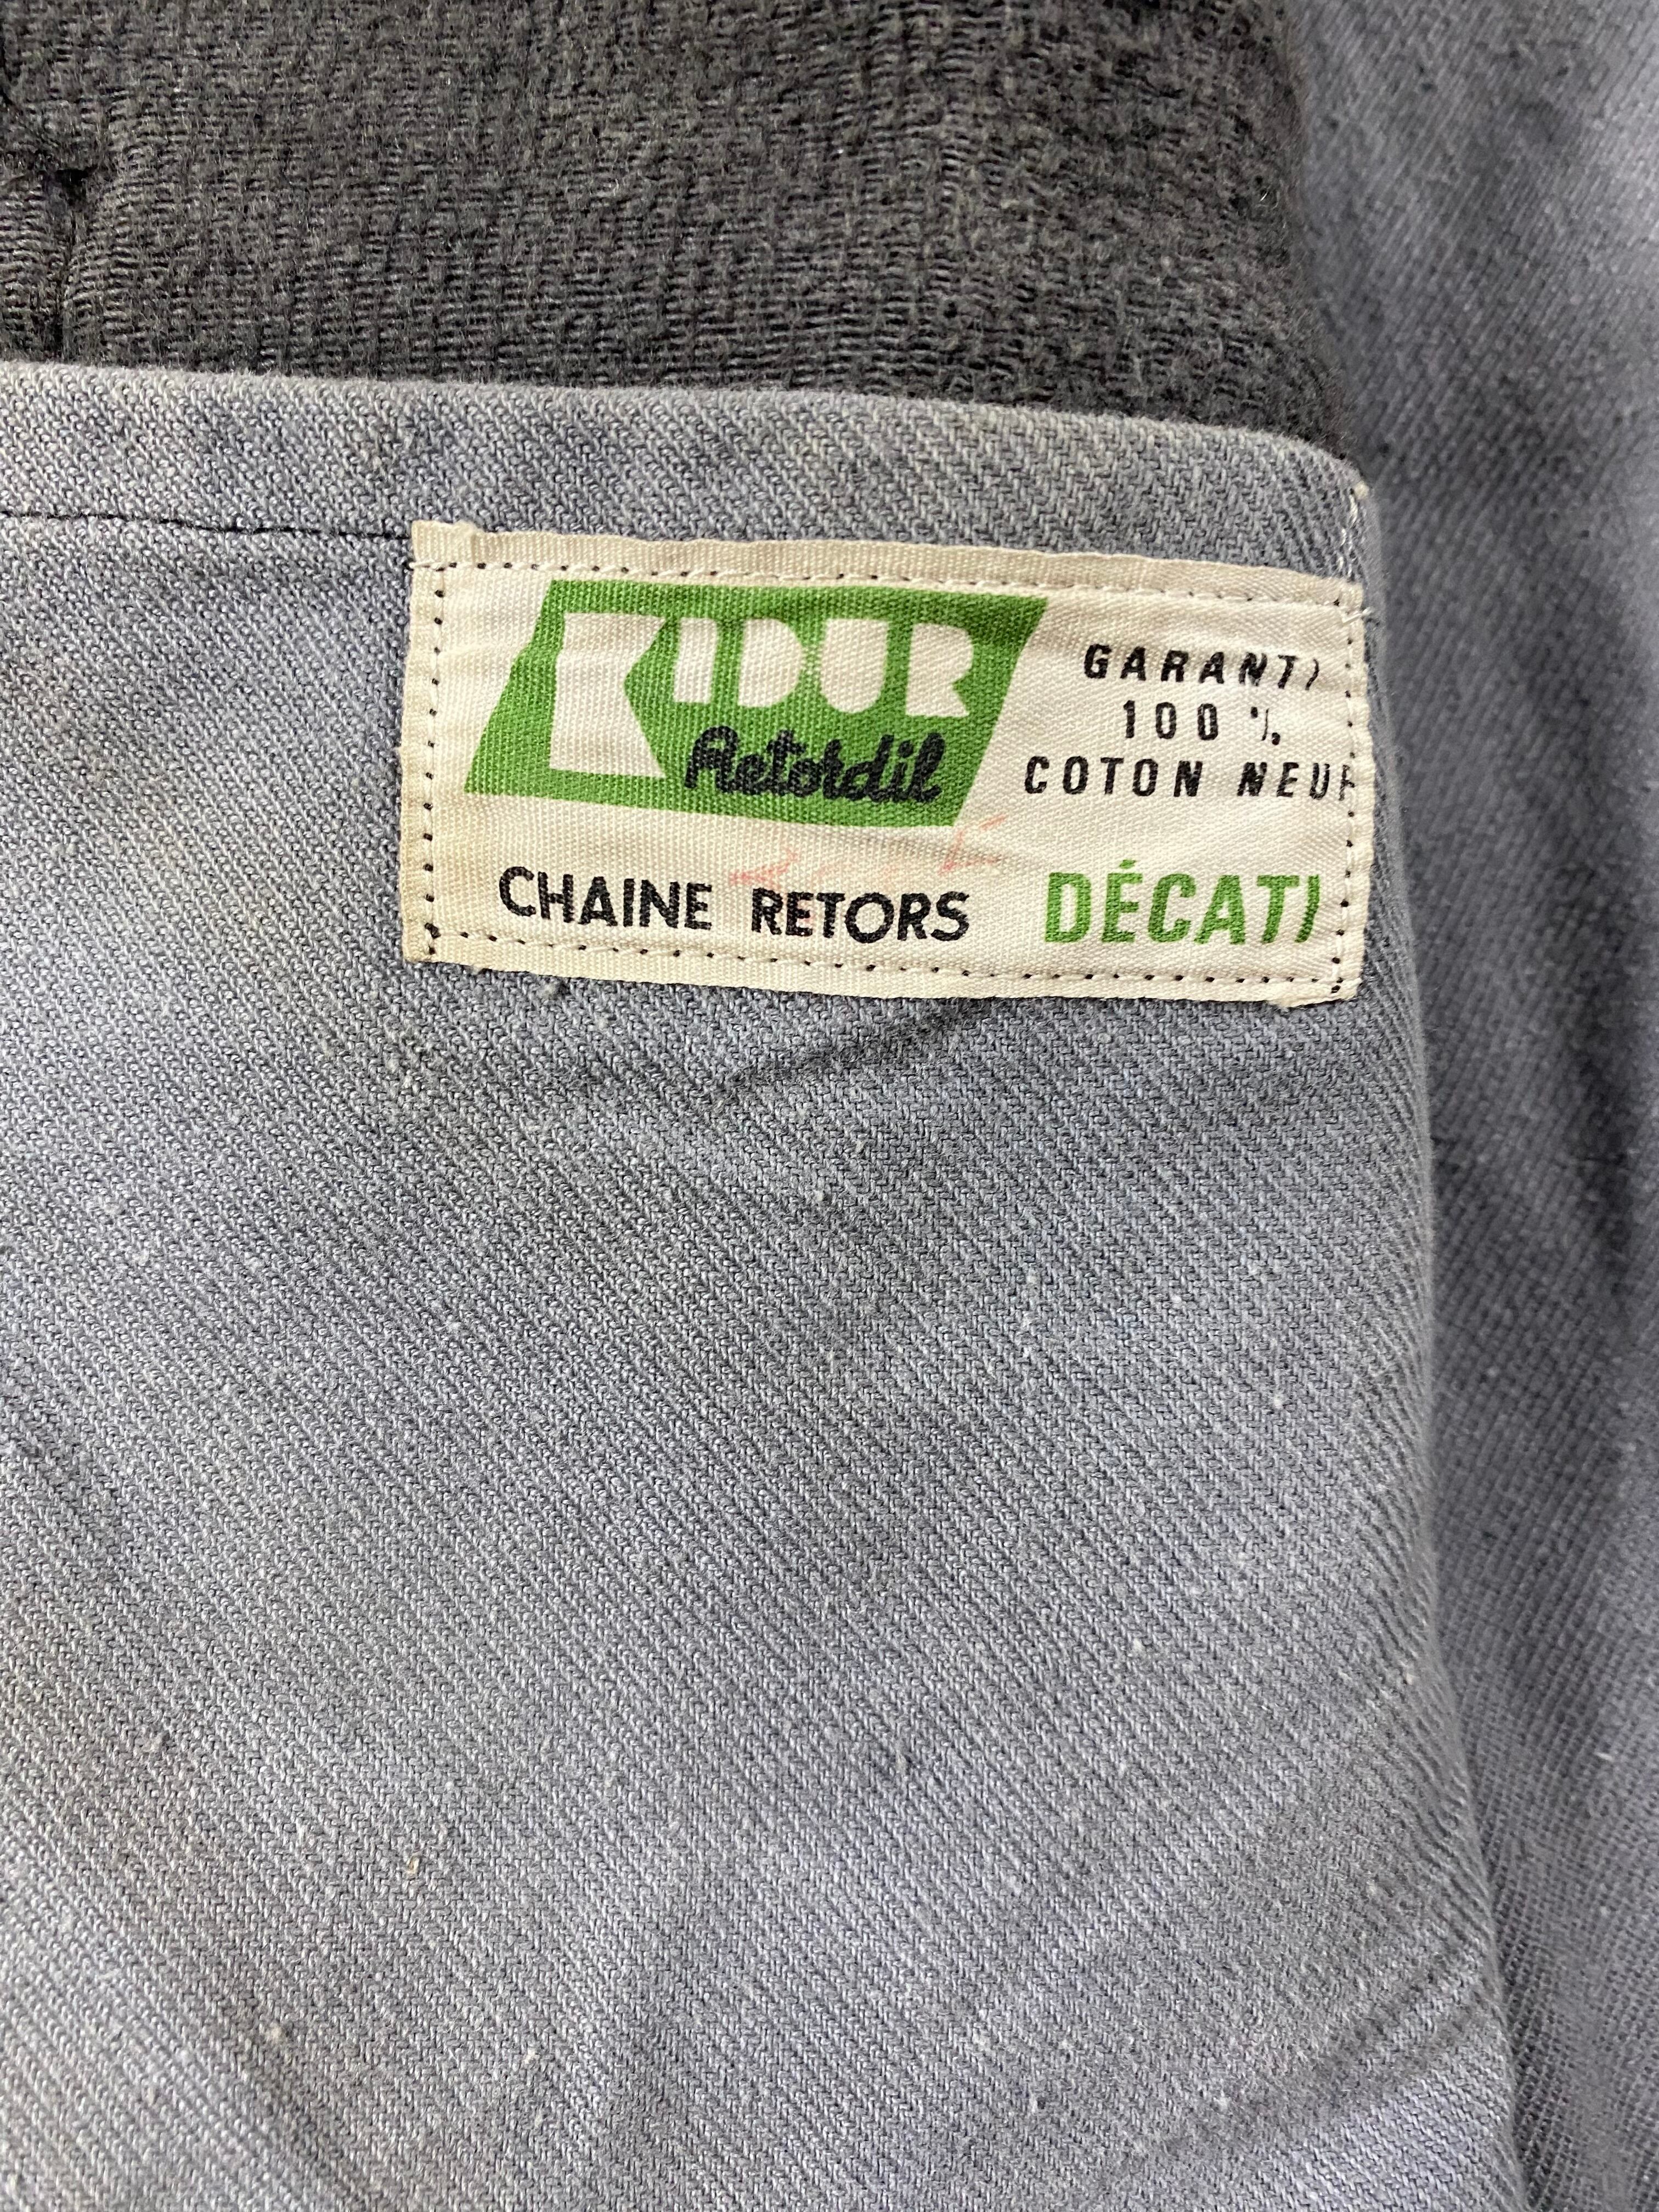 KIDUR
Retordil
GARANTI
100 %
COTON NEUF
CHAINE RETORS DÉCATI